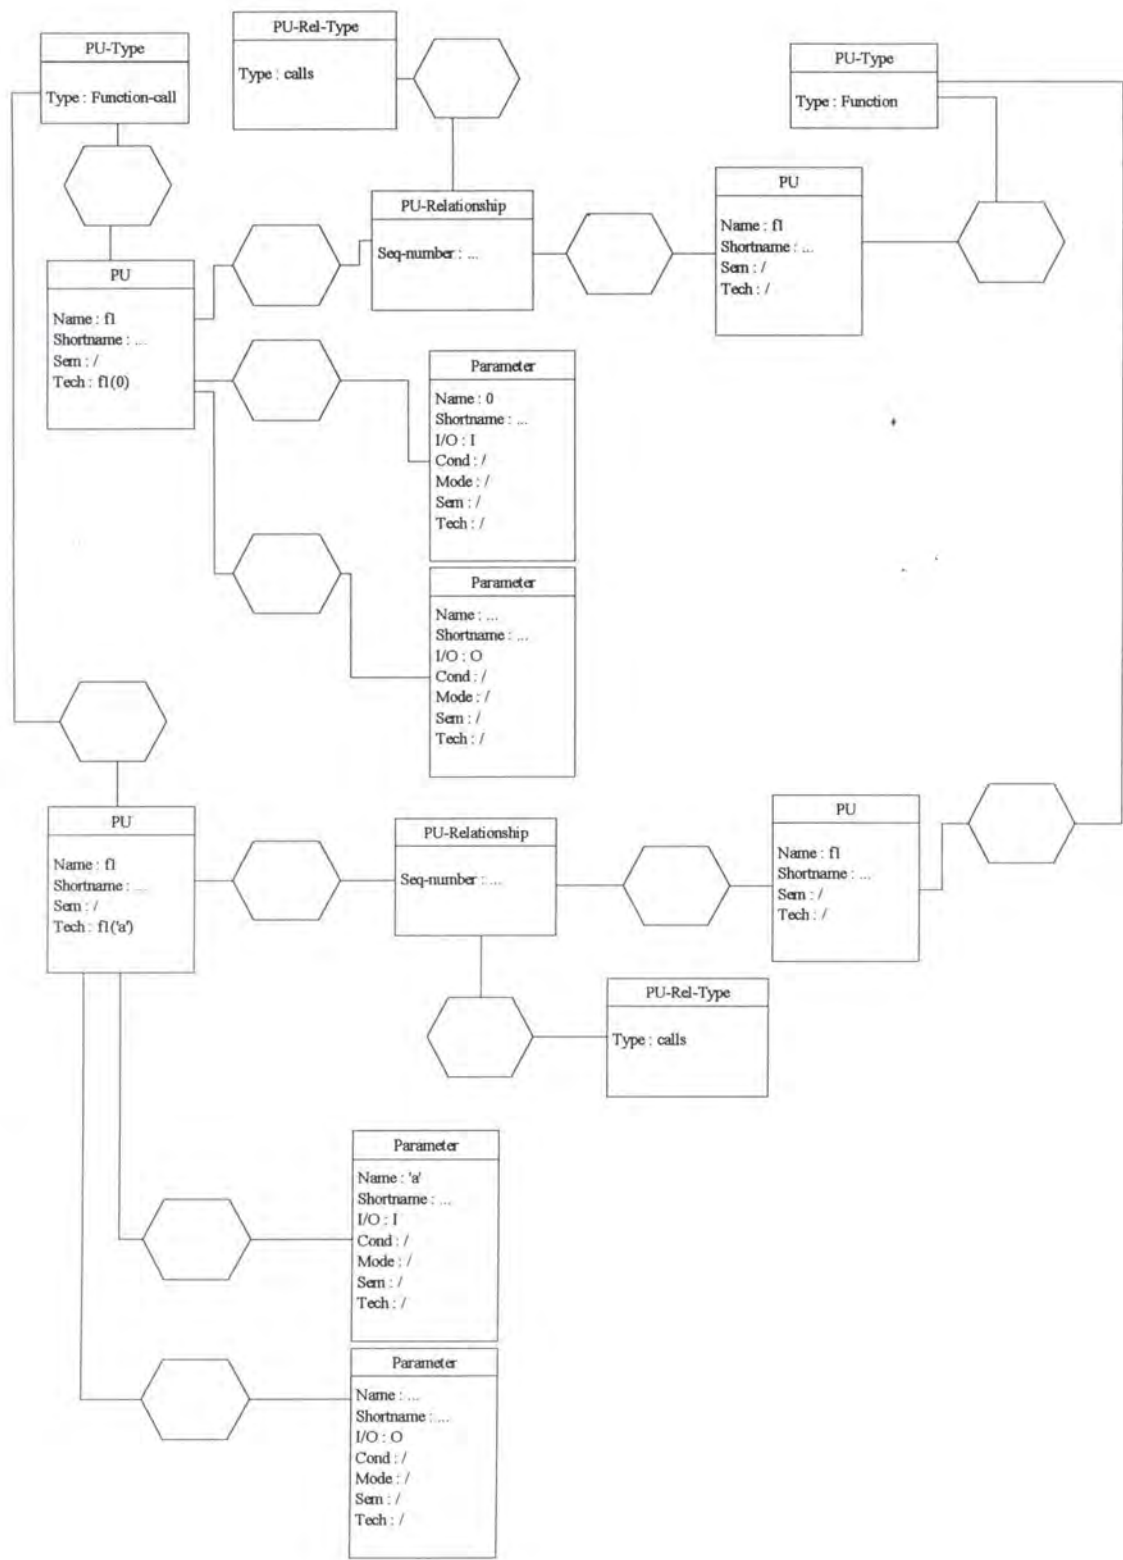 PU-Type
Type : Function-call
PU-Rel-Type
Type : calls
PU-Type
Type : Function
PU-Relationship
Seq-number : ...
PU
Name : f1
Shortname : ...
Sem : /
Tech : /
PU
Name : f1
Shortname : ...
Sem : /
Tech : f1(0)
Parameter
Name : 0
Shortname : ...
I/O : I
Cond : /
Mode : /
Sem : /
Tech : /
Parameter
Name : ...
Shortname : ...
I/O : O
Cond : /
Mode : /
Sem : /
Tech : /
PU
Name : f1
Shortname : ...
Sem : /
Tech : f1('a')
PU-Relationship
Seq-number : ...
PU
Name : f1
Shortname : ...
Sem : /
Tech : /
PU-Rel-Type
Type : calls
Parameter
Name : 'a'
Shortname : ...
I/O : I
Cond : /
Mode : /
Sem : /
Tech : /
Parameter
Name : ...
Shortname : ...
I/O : O
Cond : /
Mode : /
Sem : /
Tech : /